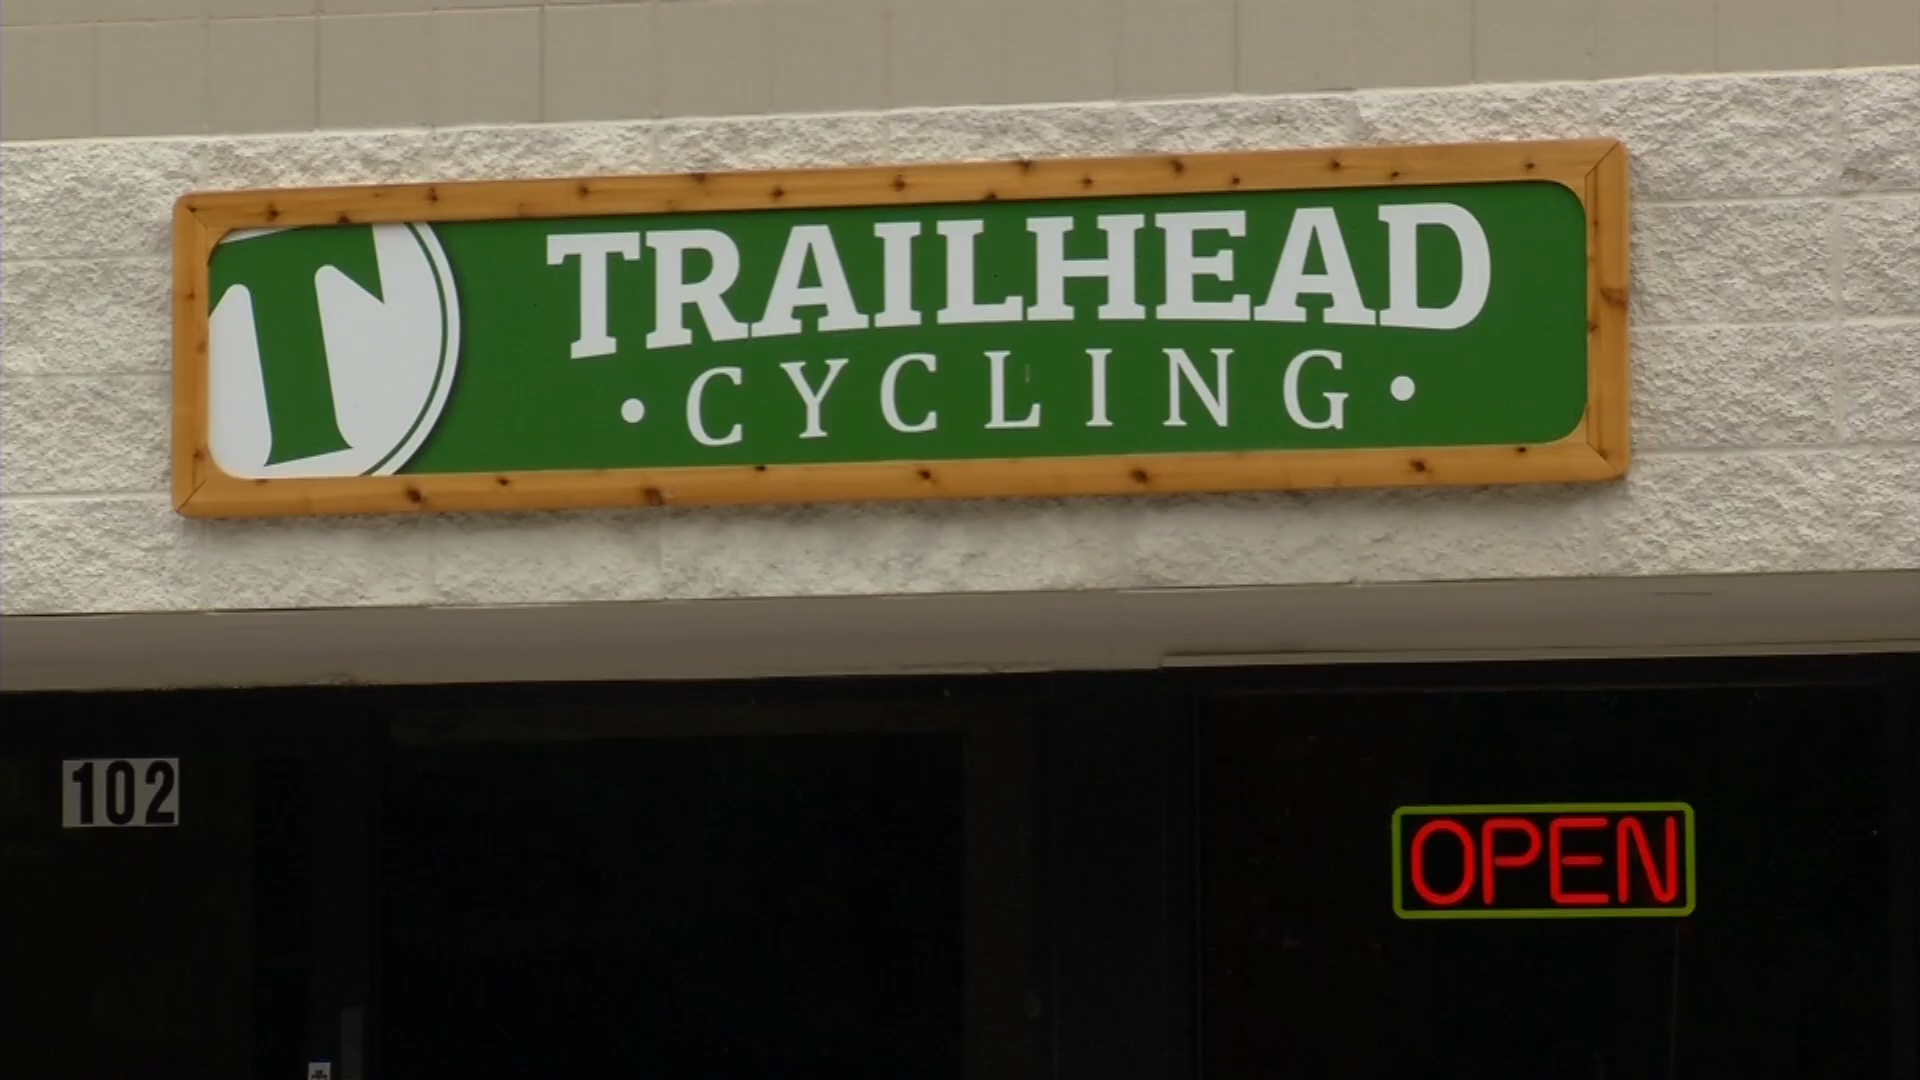 T
TRAILHEAD
• CYCLING •
102
OPEN